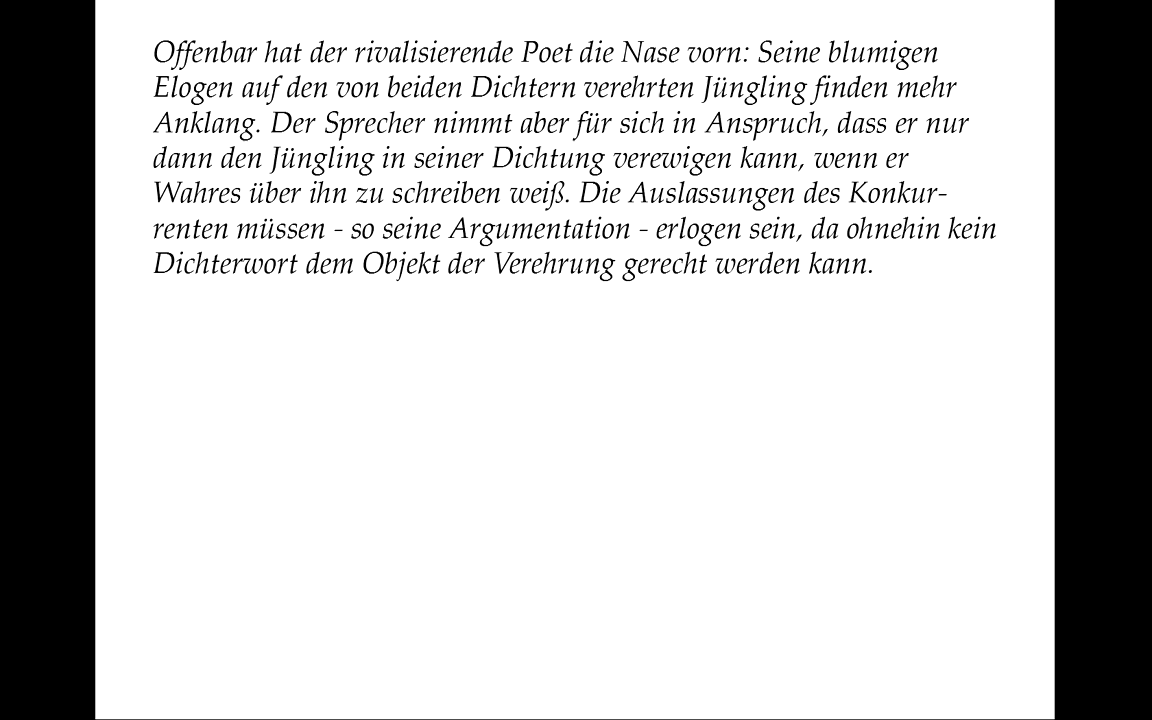 Offenbar hat der rivalisierende Poet die Nase vorn: Seine blumigen
Elogen auf den von beiden Dichtern verehrten Jüngling finden mehr
Anklang. Der Sprecher nimmt aber für sich in Anspruch, dass er nur
dann den Jüngling in seiner Dichtung verewigen kann, wenn er
Wahres über ihn zu schreiben weiß. Die Auslassungen des Konkur-
renten müssen - so seine Argumentation - erlogen sein, da ohnehin kein
Dichterwort dem Objekt der Verehrung gerecht werden kann.